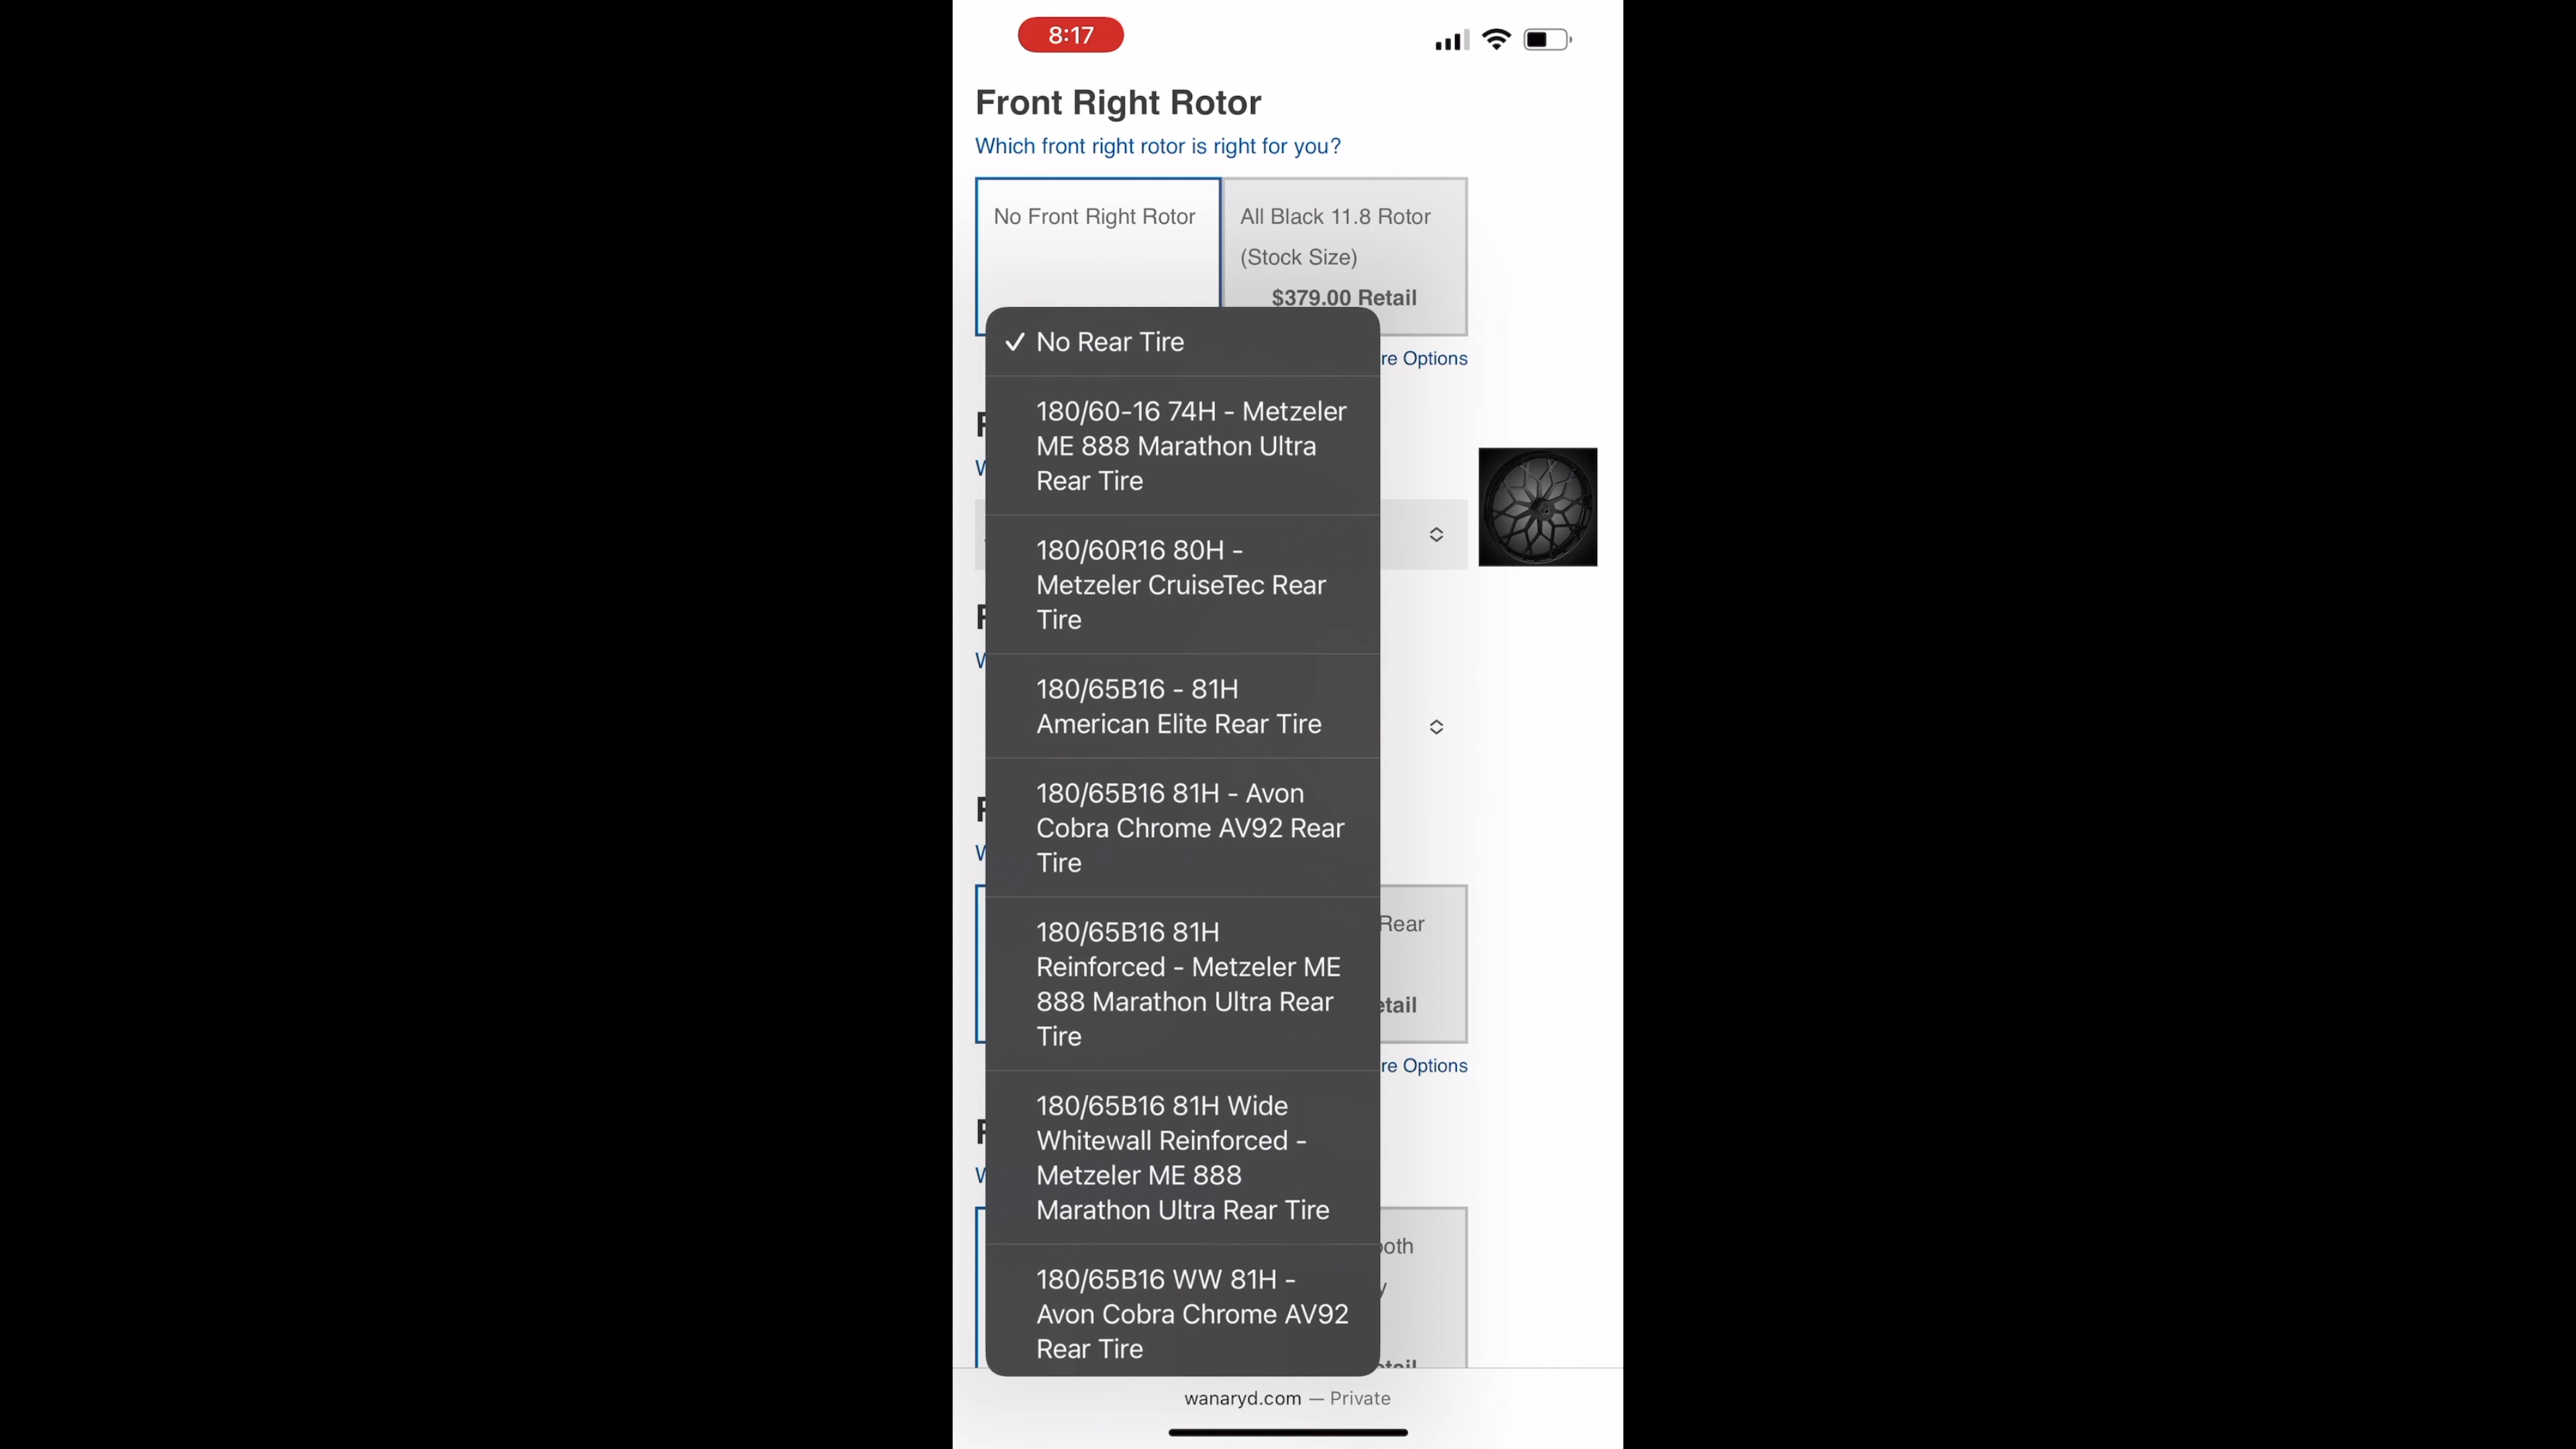 8:17
Front Right Rotor
Which front right rotor is right for you?
No Front Right Rotor
All Black 11.8 Rotor
(Stock Size)
$379.00 Retail
re Options
✓ No Rear Tire
180/60-16 74H - Metzeler
ME 888 Marathon Ultra
Rear Tire
180/60R16 80H -
Metzeler CruiseTec Rear
Tire
180/65B16 - 81H
American Elite Rear Tire
180/65B16 81H - Avon
Cobra Chrome AV92 Rear
Tire
180/65B16 81H
Reinforced - Metzeler ME
888 Marathon Ultra Rear
Tire
180/65B16 81H Wide
Whitewall Reinforced -
Metzeler ME 888
Marathon Ultra Rear Tire
180/65B16 WW 81H -
Avon Cobra Chrome AV92
Rear Tire
Rear
etail
re Options
ooth
y
etail
wanaryd.com — Private